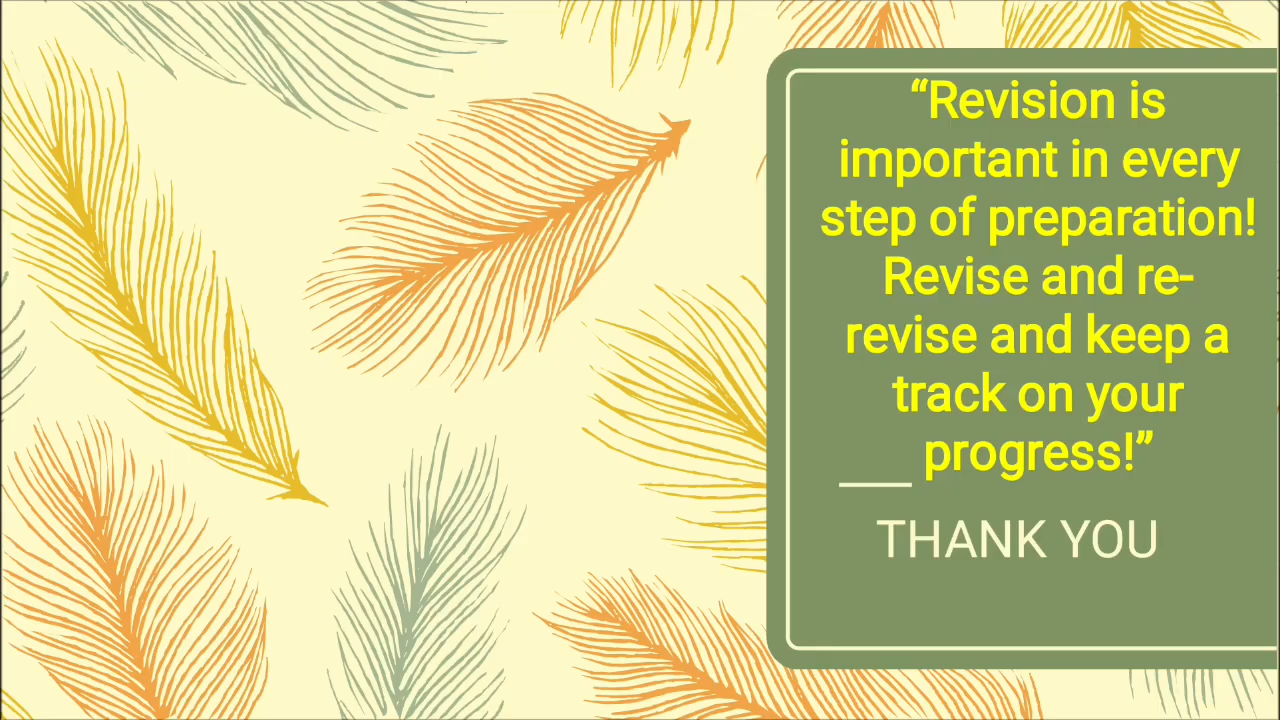 “Revision is
important in every
step of preparation!
Revise and re-
revise and keep a
track on your
progress!”
THANK YOU